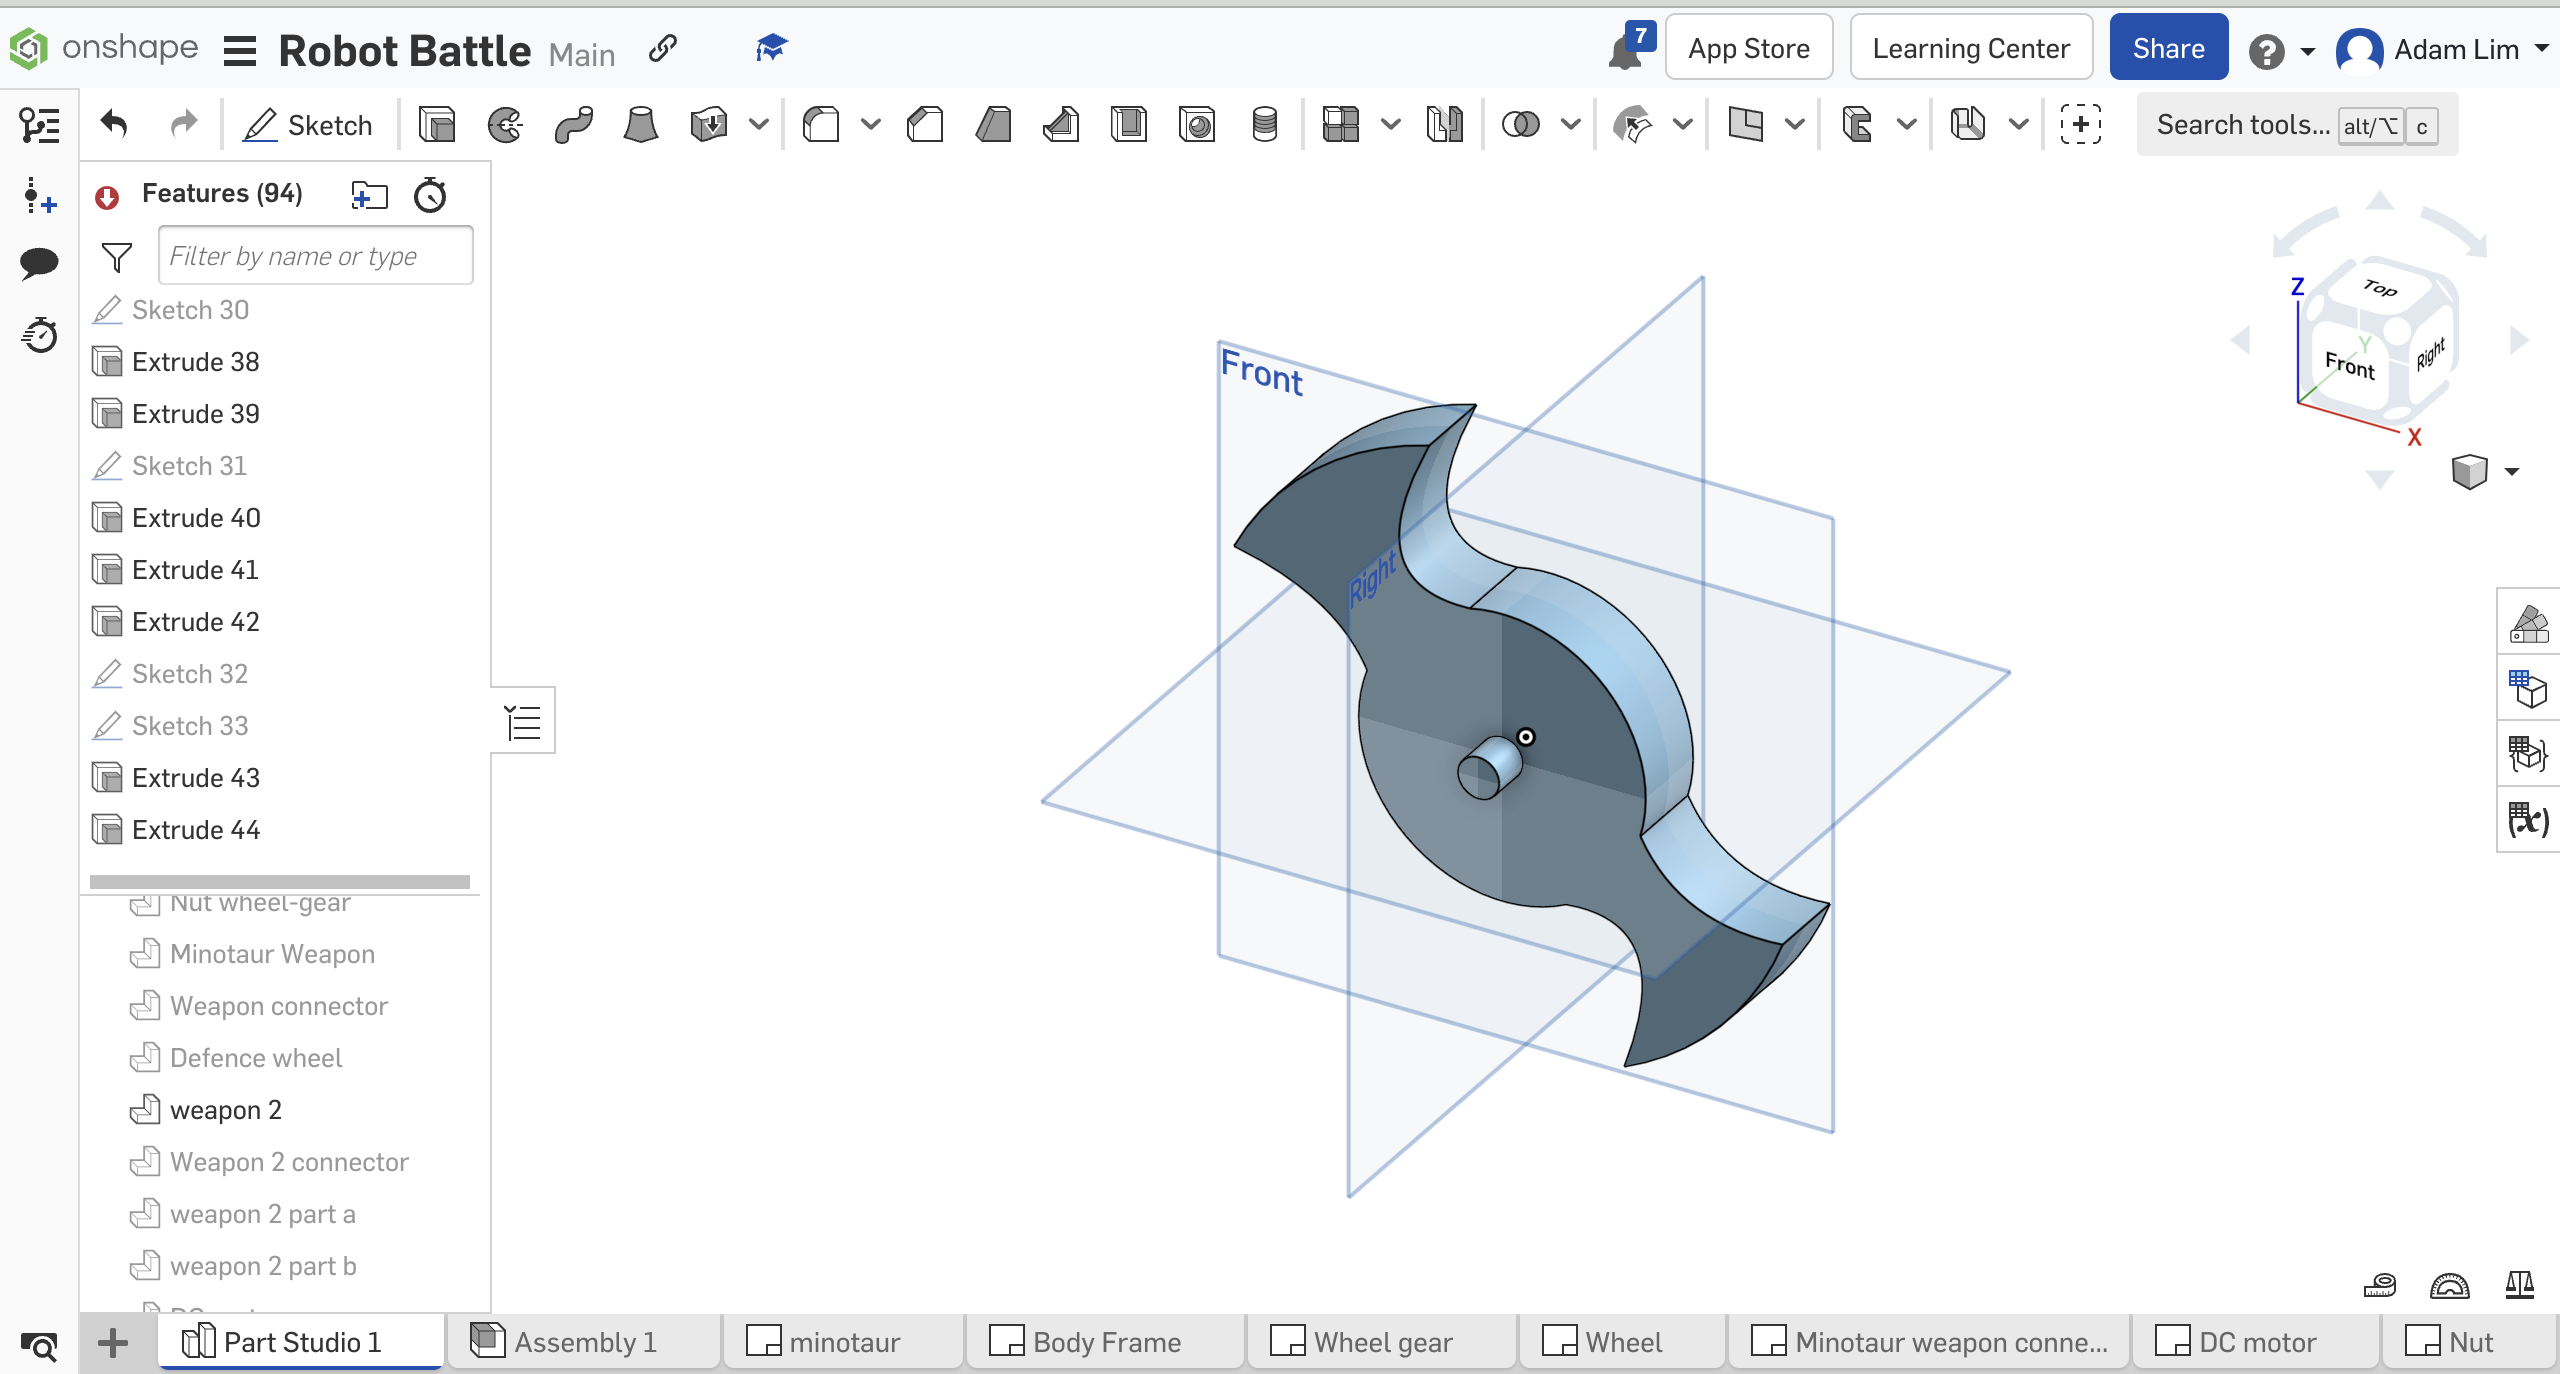 onshape Robot Battle Main 7 App Store Learning Center Share Adam Lim
Sketch Search tools... alt/⌥ c
Features (94)
Filter by name or type
Sketch 30
Extrude 38
Extrude 39
Sketch 31
Extrude 40
Extrude 41
Extrude 42
Sketch 32
Sketch 33
Extrude 43
Extrude 44
Nut wheel-gear
Minotaur Weapon
Weapon connector
Defence wheel
weapon 2
Weapon 2 connector
weapon 2 part a
weapon 2 part b
Front
Right
Z
Top
Y
Front
Right
X
(x)
Part Studio 1 Assembly 1 minotaur Body Frame Wheel gear Wheel Minotaur weapon conne... DC motor Nut